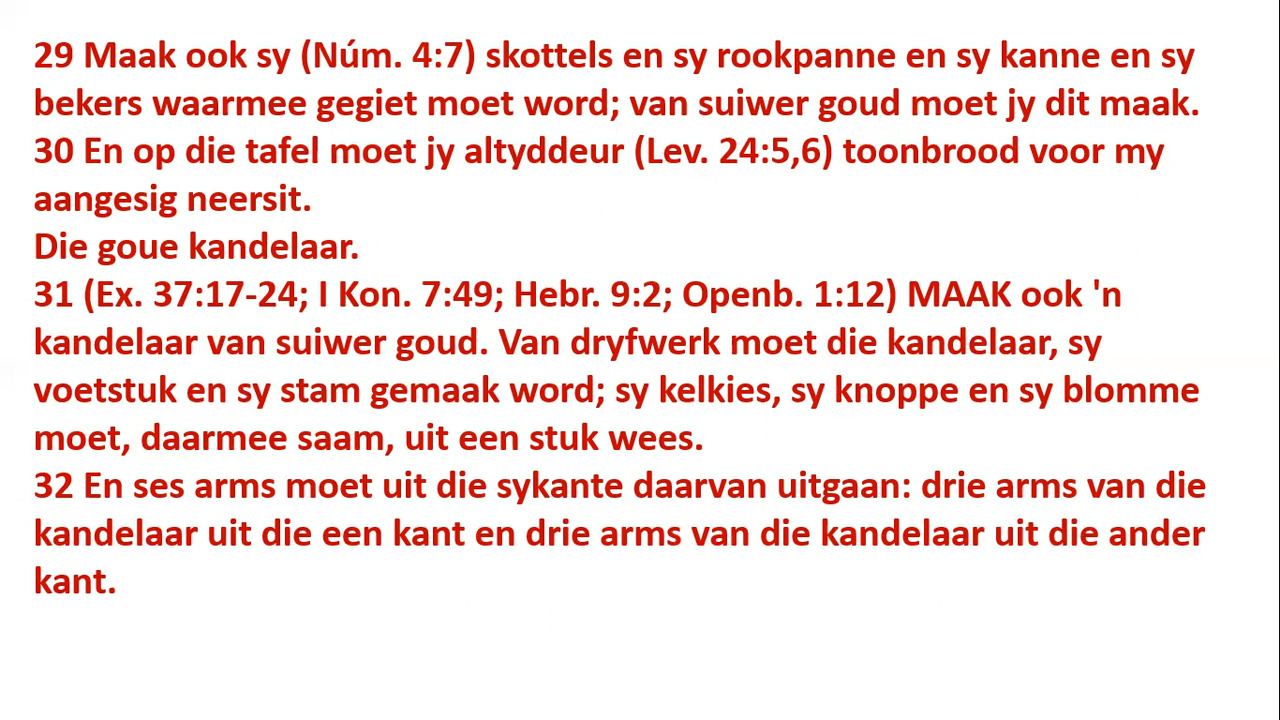 29 Maak ook sy (Núm. 4:7) skottels en sy rookpanne en sy kanne en sy
bekers waarmee gegiet moet word; van suiwer goud moet jy dit maak.
30 En op die tafel moet jy altyddeur (Lev. 24:5,6) toonbrood voor my
aangesig neersit.
Die goue kandelaar.
31 (Ex. 37:17-24; I Kon. 7:49; Hebr. 9:2; Openb. 1:12) MAAK ook 'n
kandelaar van suiwer goud. Van dryfwerk moet die kandelaar, sy
voetstuk en sy stam gemaak word; sy kelkies, sy knoppe en sy blomme
moet, daarmee saam, uit een stuk wees.
32 En ses arms moet uit die sykante daarvan uitgaan: drie arms van die
kandelaar uit die een kant en drie arms van die kandelaar uit die ander
kant.